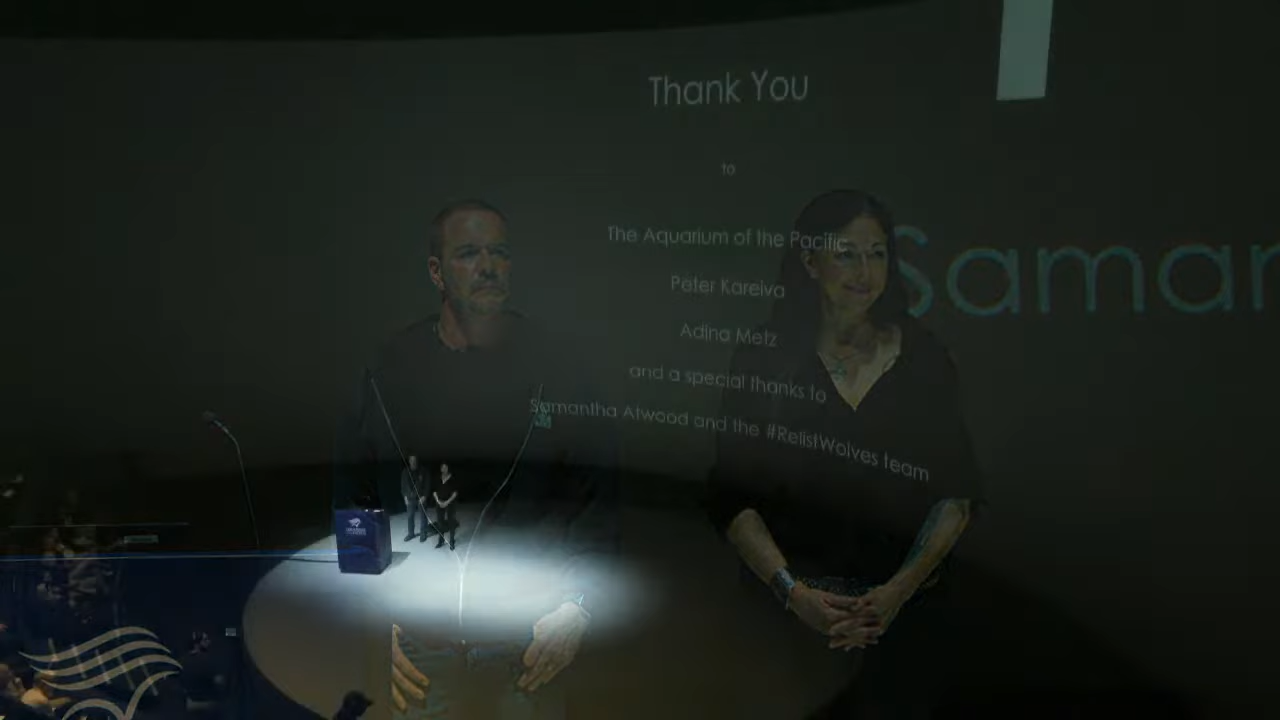 Thank You
to
The Aquarium of the Pacific
Peter Kareiva
Adina Metz
and a special thanks to
Samantha Atwood and the #RelistWolves team
Samar